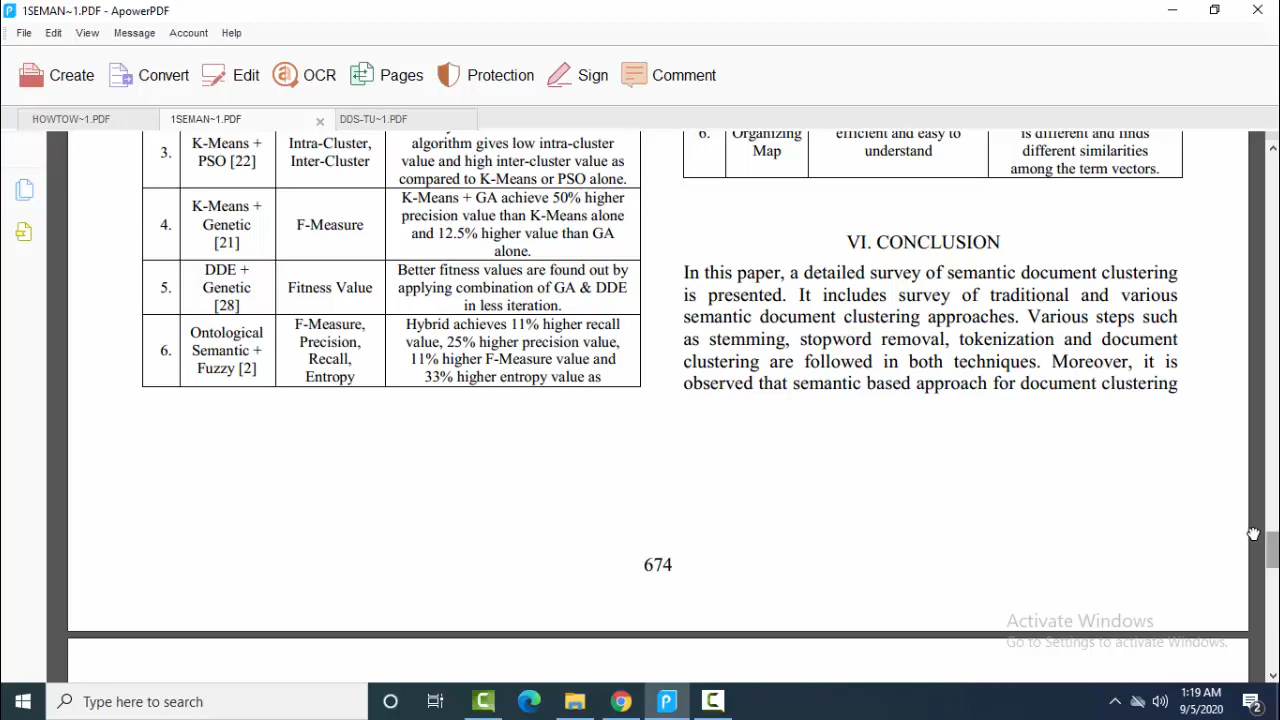 1SEMAN~1.PDF - ApowerPDF
File Edit View Message Account Help
Create Convert Edit OCR Pages Protection Sign Comment
HOWTOW~1.PDF 1SEMAN~1.PDF DDS-TU~1.PDF
3.
K-Means +
PSO [22]
Intra-Cluster,
Inter-Cluster
algorithm gives low intra-cluster
value and high inter-cluster value as
compared to K-Means or PSO alone.
4.
K-Means +
Genetic
[21]
F-Measure
K-Means + GA achieve 50% higher
precision value than K-Means alone
and 12.5% higher value than GA
alone.
5.
DDE +
Genetic
[28]
Fitness Value
Better fitness values are found out by
applying combination of GA & DDE
in less iteration.
6.
Ontological
Semantic +
Fuzzy [2]
F-Measure,
Precision,
Recall,
Entropy
Hybrid achieves 11% higher recall
value, 25% higher precision value,
11% higher F-Measure value and
33% higher entropy value as
6.
Organizing
Map
efficient and easy to
understand
is different and finds
different similarities
among the term vectors.
VI. CONCLUSION
In this paper, a detailed survey of semantic document clustering
is presented. It includes survey of traditional and various
semantic document clustering approaches. Various steps such
as stemming, stopword removal, tokenization and document
clustering are followed in both techniques. Moreover, it is
observed that semantic based approach for document clustering
674
Activate Windows
Go to Settings to activate Windows.
Type here to search
1:19 AM
9/5/2020
2